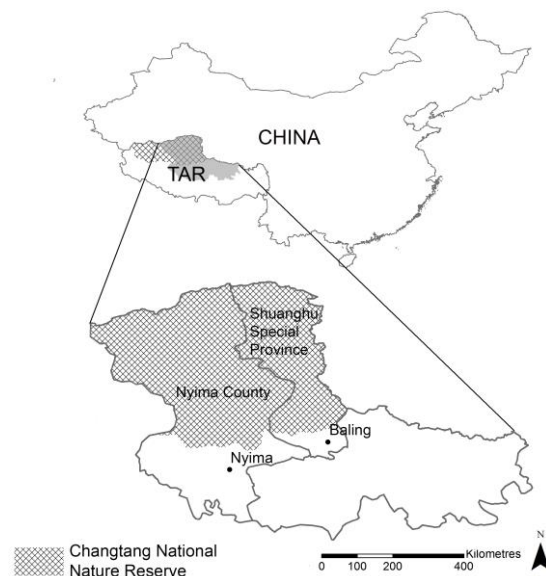 CHINA
TAR
Shuanghu
Special
Province
Nyima County
Baling
Nyima
Changtang National
Nature Reserve
N
Kilometres
0 100 200 400